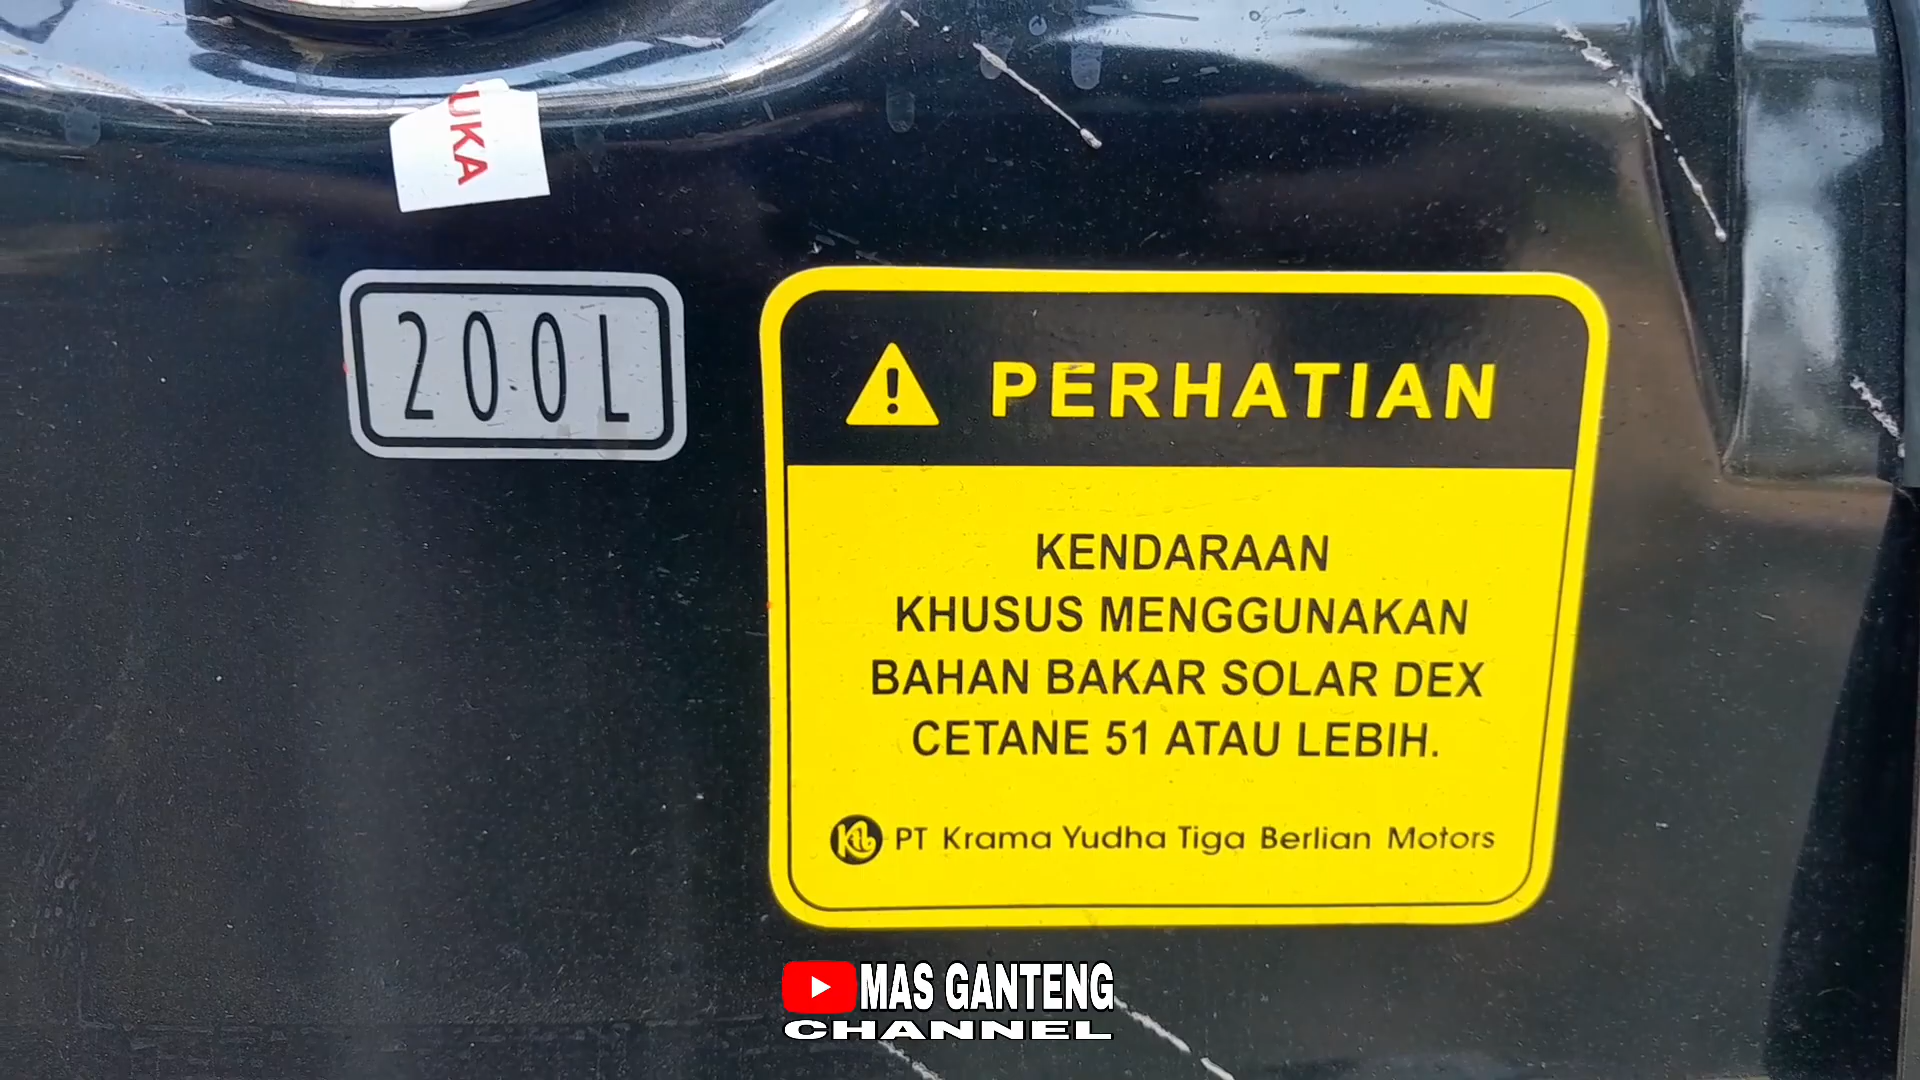 UKA
200L
PERHATIAN
KENDARAAN
KHUSUS MENGGUNAKAN
BAHAN BAKAR SOLAR DEX
CETANE 51 ATAU LEBIH.
PT Krama Yudha Tiga Berlian Motors
MAS GANTENG
CHANNEL